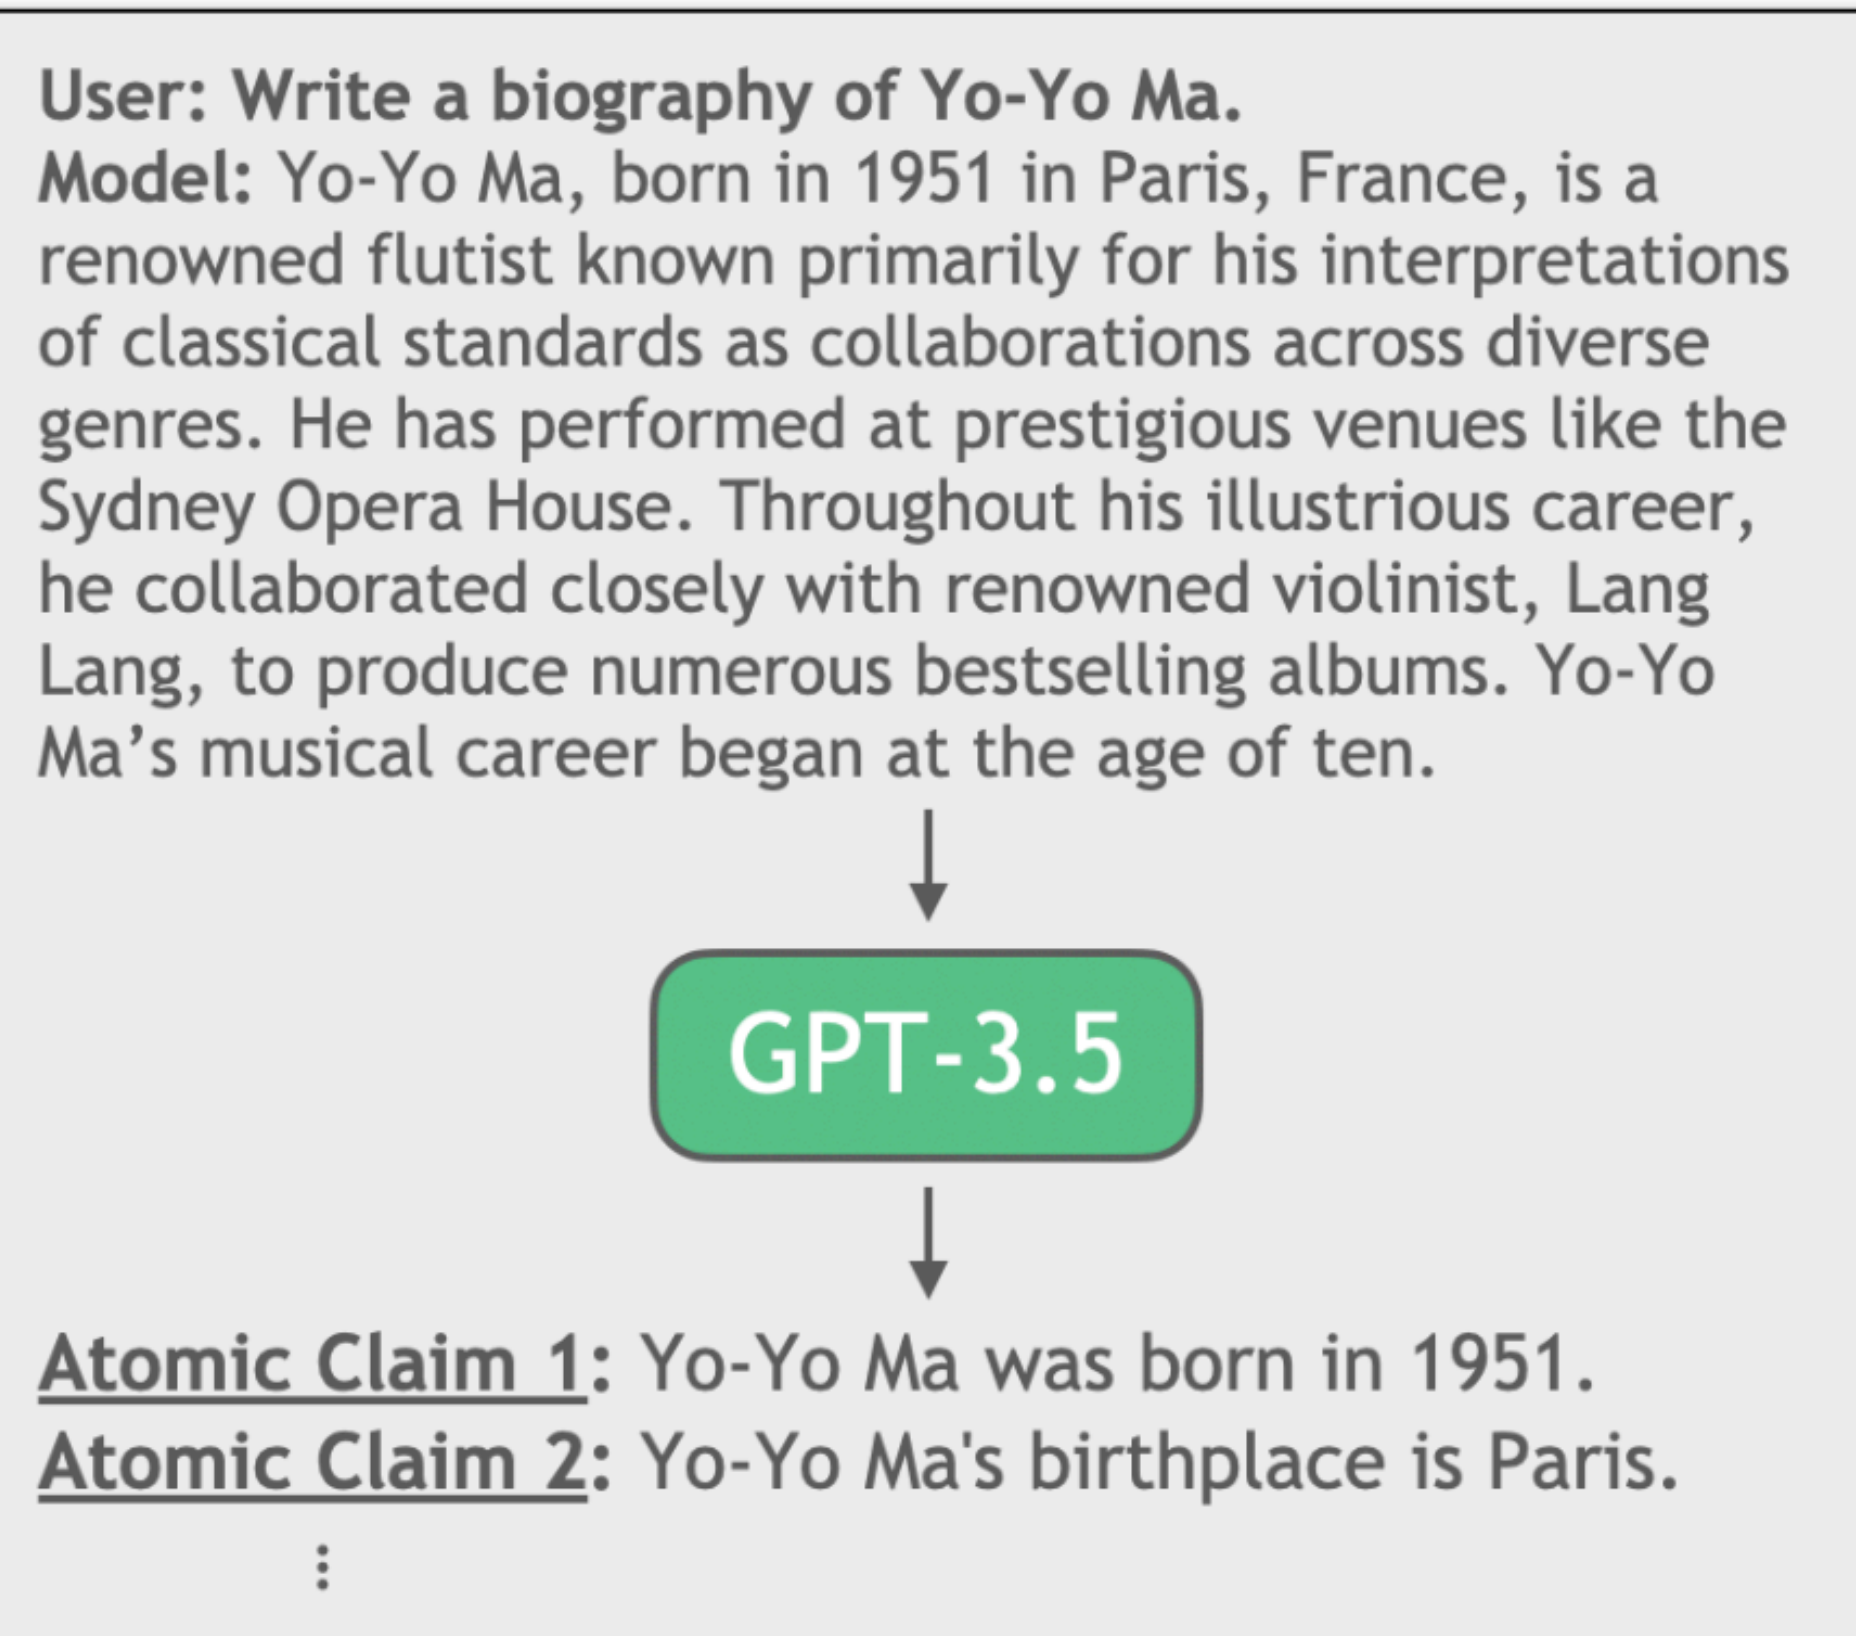 User: Write a biography of Yo-Yo Ma.
Model: Yo-Yo Ma, born in 1951 in Paris, France, is a
renowned flutist known primarily for his interpretations
of classical standards as collaborations across diverse
genres. He has performed at prestigious venues like the
Sydney Opera House. Throughout his illustrious career,
he collaborated closely with renowned violinist, Lang
Lang, to produce numerous bestselling albums. Yo-Yo
Ma’s musical career began at the age of ten.
GPT-3.5
Atomic Claim 1: Yo-Yo Ma was born in 1951.
Atomic Claim 2: Yo-Yo Ma's birthplace is Paris.
⋮